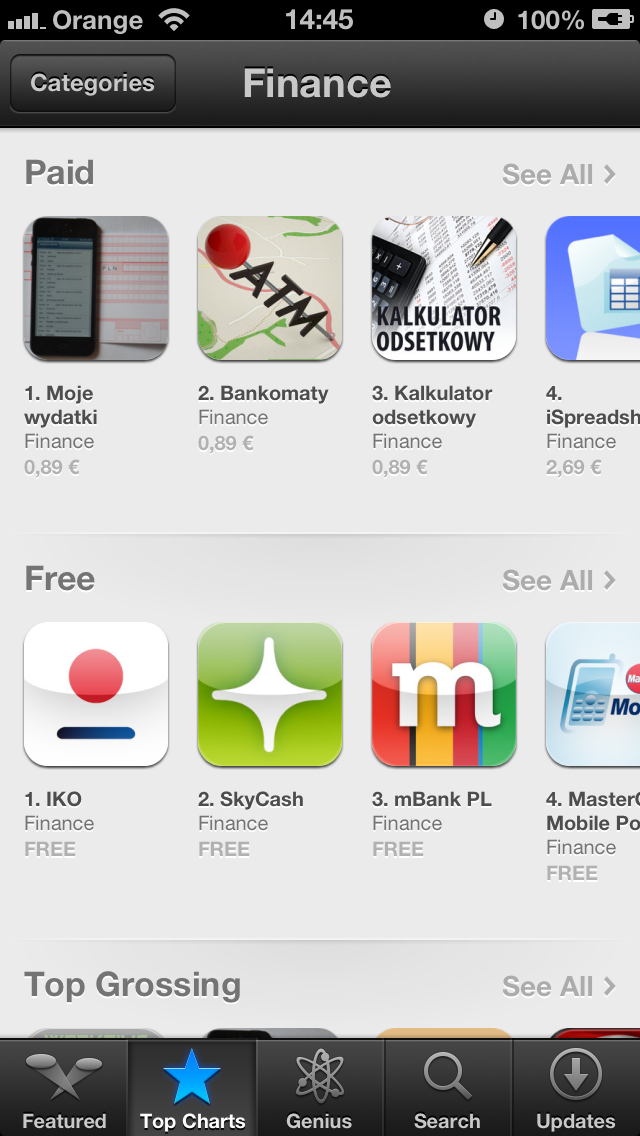 Orange 14:45 100%
Categories Finance
Paid See All
PLN
ATM
KALKULATOR
ODSETKOWY
1. Moje
wydatki
Finance
0,89 €
2. Bankomaty
Finance
0,89 €
3. Kalkulator
odsetkowy
Finance
0,89 €
4.
iSpreadsh
Finance
2,69 €
Free See All
m
Ma
Mo
1. IKO
Finance
FREE
2. SkyCash
Finance
FREE
3. mBank PL
Finance
FREE
4. MasterC
Mobile Po
Finance
FREE
Top Grossing See All
Featured Top Charts Genius Search Updates